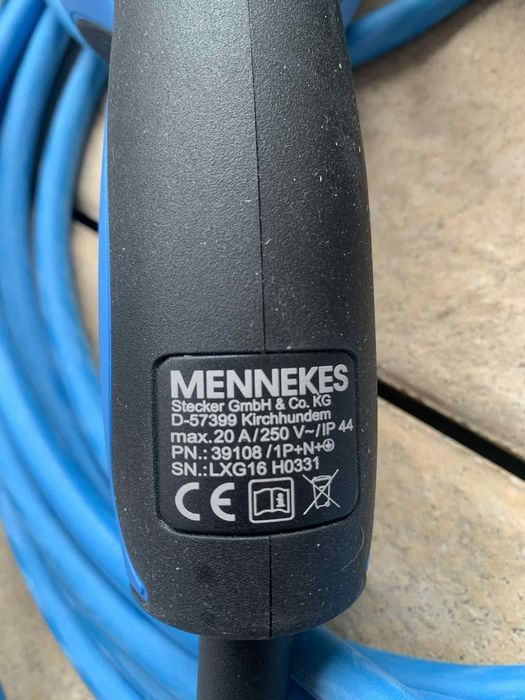 MENNEKES
Stecker GmbH & Co. KG
D-57399 Kirchhundem
max. 20 A / 250 V~ / IP 44
PN.: 39108 / 1P+N+⏚
SN.: LXG16 H0331
CE